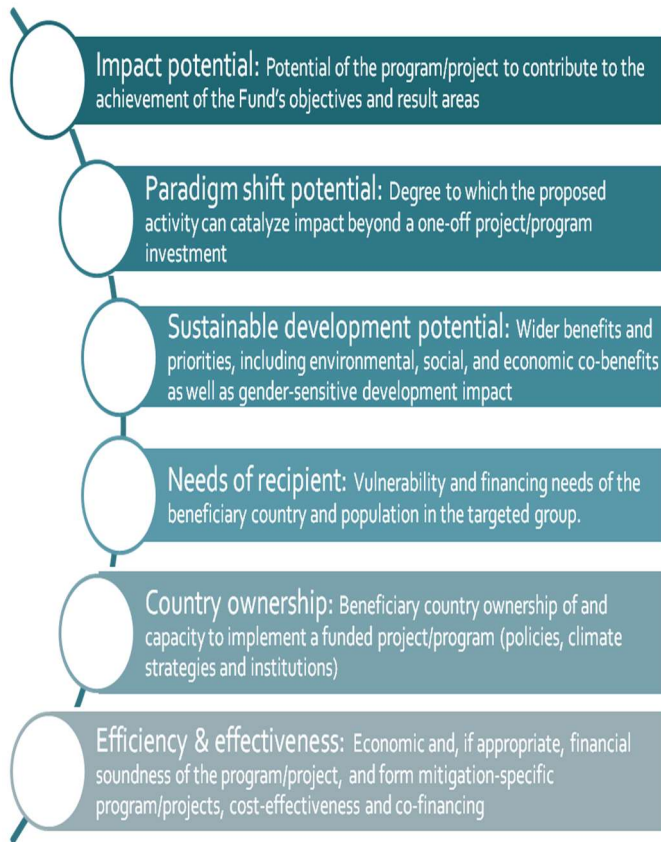 Impact potential: Potential of the program/project to contribute to the
achievement of the Fund's objectives and result areas
Paradigm shift potential: Degree to which the proposed
activity can catalyze impact beyond a one-off project/program
investment
Sustainable development potential: Wider benefits and
priorities, including environmental, social, and economic co-benefits
as well as gender-sensitive development impact
Needs of recipient: Vulnerability and financing needs of the
beneficiary country and population in the targeted group.
Country ownership: Beneficiary country ownership of and
capacity to implement a funded project/program (policies, climate
strategies and institutions)
Efficiency & effectiveness: Economic and, if appropriate, financial
soundness of the program/project, and form mitigation-specific
program/projects, cost-effectiveness and co-financing